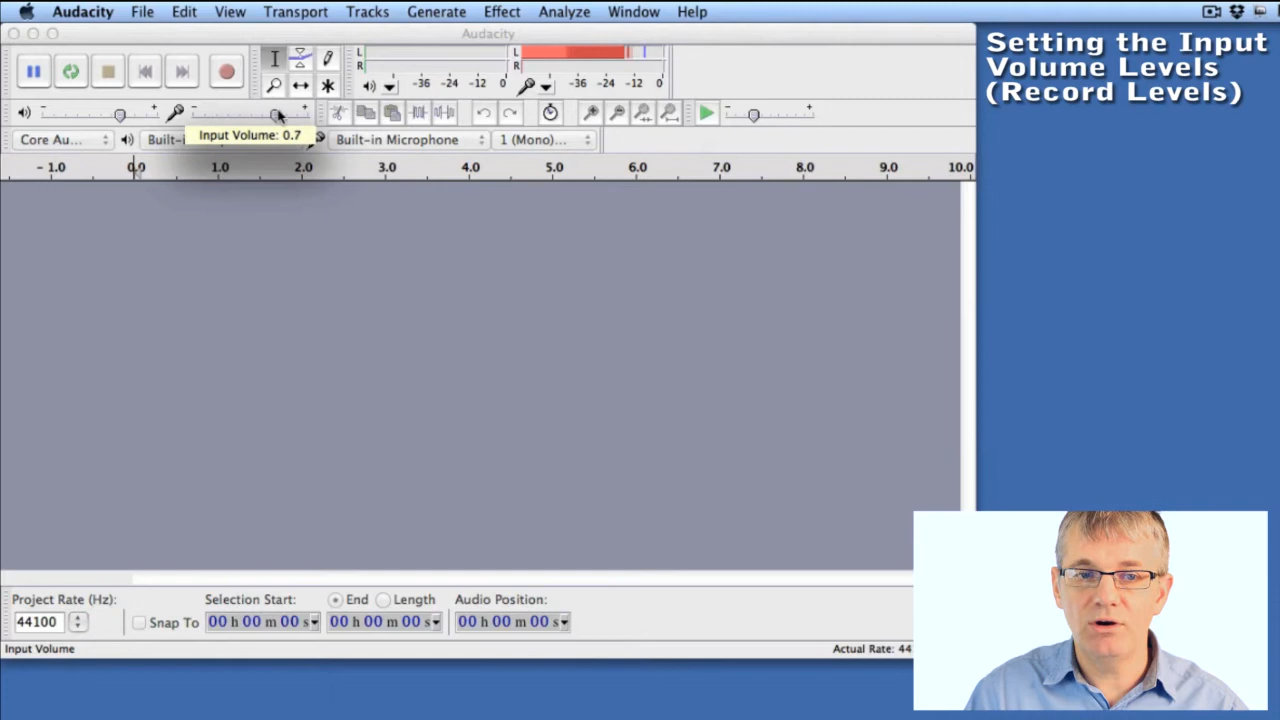 Audacity File Edit View Transport Tracks Generate Effect Analyze Window Help
Audacity
Setting the Input
Volume Levels
(Record Levels)
L L
R R
-36 -24 -12 0 -36 -24 -12 0
- + - + - +
Input Volume: 0.7
Core Au... Built-i Built-in Microphone 1 (Mono)...
- 1.0 0.0 1.0 2.0 3.0 4.0 5.0 6.0 7.0 8.0 9.0 10.0
Project Rate (Hz): Selection Start: End Length Audio Position:
44100 Snap To 00 h 00 m 00 s 00 h 00 m 00 s 00 h 00 m 00 s
Input Volume Actual Rate: 44